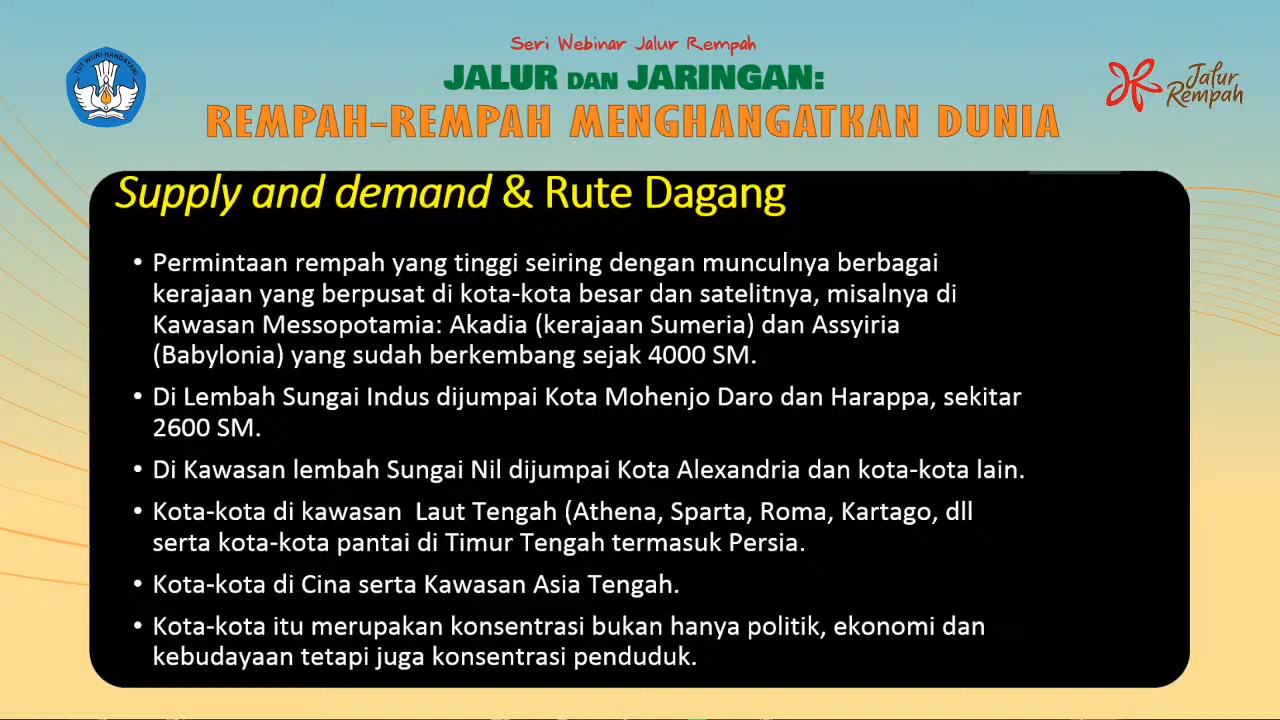 Seri Webinar Jalur Rempah
JALUR DAN JARINGAN:
REMPAH-REMPAH MENGHANGATKAN DUNIA
TUT WURI HANDAYANI
Jalur
Rempah
Supply and demand & Rute Dagang
• Permintaan rempah yang tinggi seiring dengan munculnya berbagai
kerajaan yang berpusat di kota-kota besar dan satelitnya, misalnya di
Kawasan Messopotamia: Akadia (kerajaan Sumeria) dan Assyiria
(Babylonia) yang sudah berkembang sejak 4000 SM.
• Di Lembah Sungai Indus dijumpai Kota Mohenjo Daro dan Harappa, sekitar
2600 SM.
• Di Kawasan lembah Sungai Nil dijumpai Kota Alexandria dan kota-kota lain.
• Kota-kota di kawasan  Laut Tengah (Athena, Sparta, Roma, Kartago, dll
serta kota-kota pantai di Timur Tengah termasuk Persia.
• Kota-kota di Cina serta Kawasan Asia Tengah.
• Kota-kota itu merupakan konsentrasi bukan hanya politik, ekonomi dan
kebudayaan tetapi juga konsentrasi penduduk.